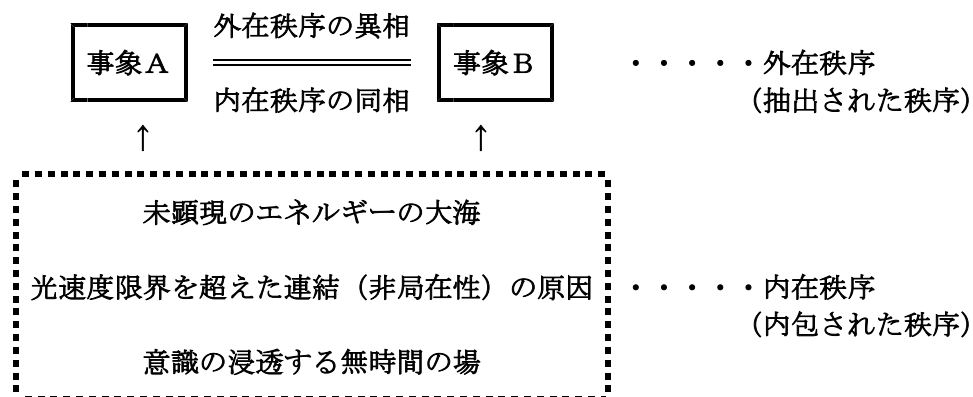 外在秩序の異相
事象A 事象B ・・・・・外在秩序
内在秩序の同相 （抽出された秩序）
↑ ↑
未顕現のエネルギーの大海
光速度限界を超えた連結（非局在性）の原因 ・・・・・内在秩序
（内包された秩序）
意識の浸透する無時間の場